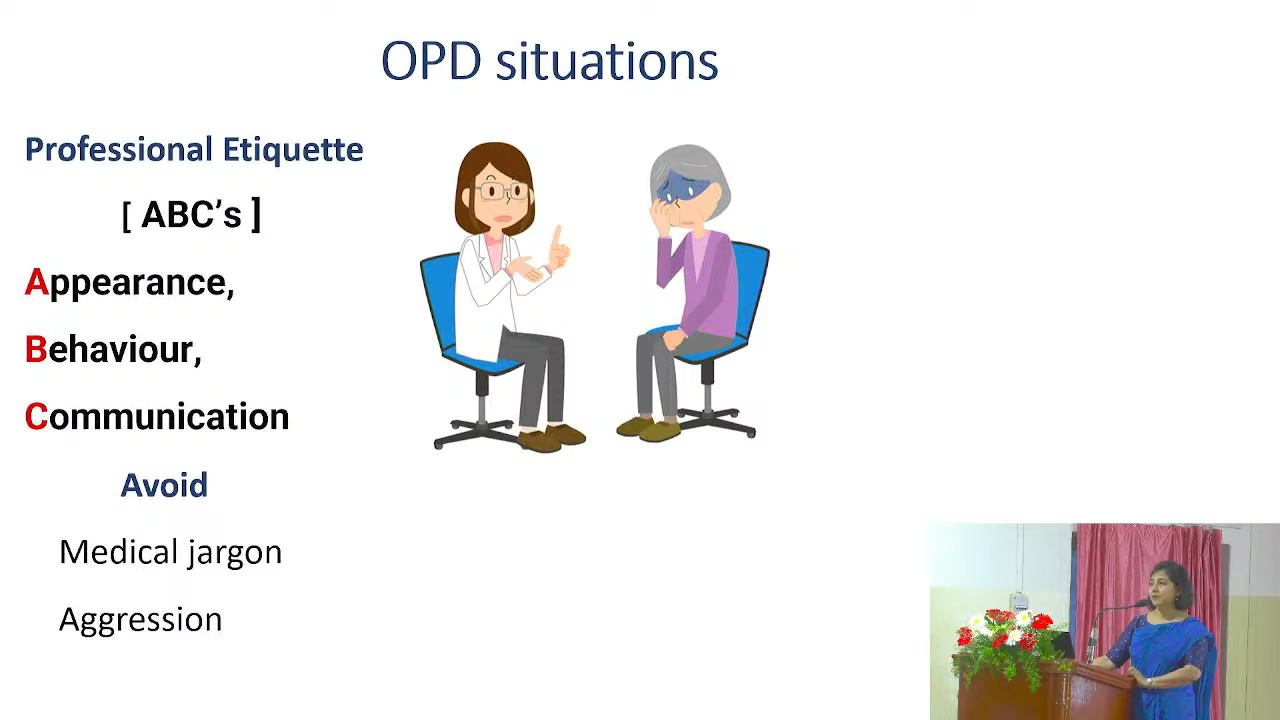 OPD situations
Professional Etiquette
[ ABC's ]
Appearance,
Behaviour,
Communication
Avoid
Medical jargon
Aggression